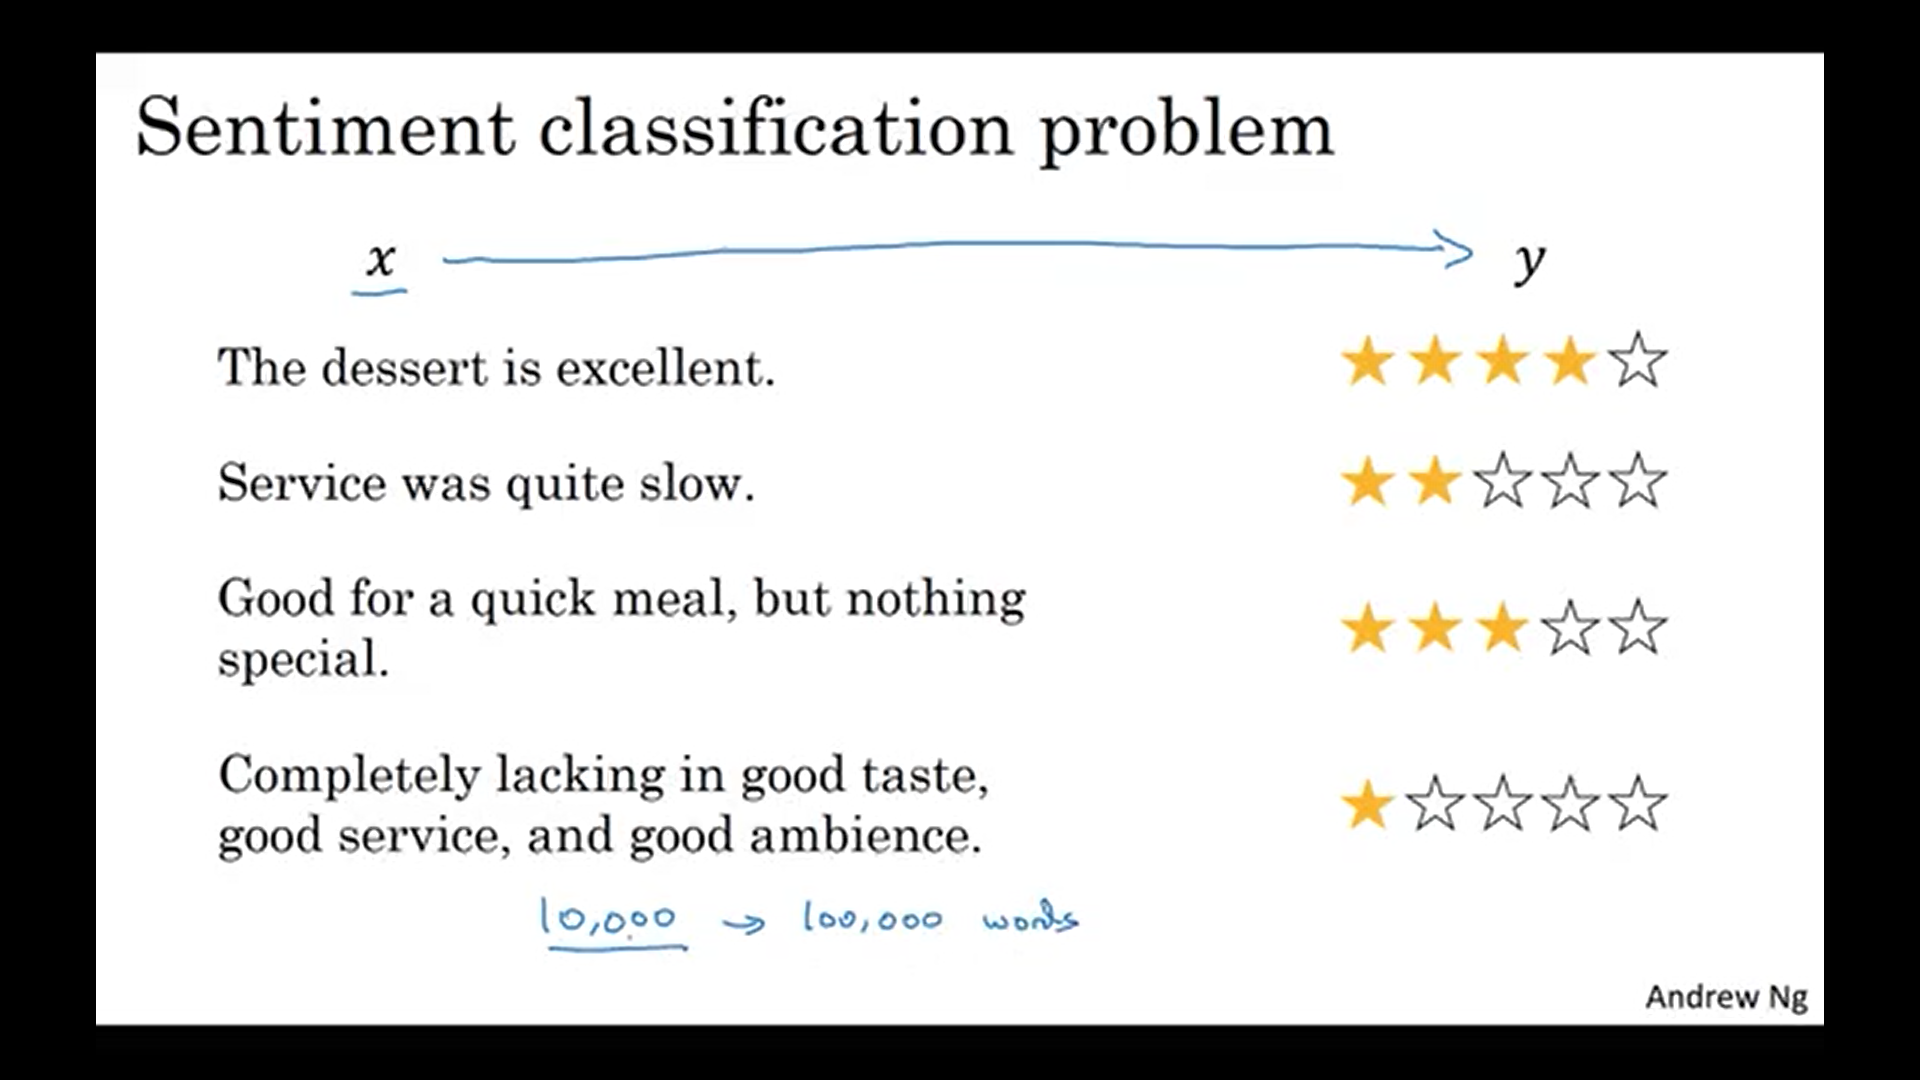 Sentiment classification problem
x y
The dessert is excellent.
Service was quite slow.
Good for a quick meal, but nothing
special.
Completely lacking in good taste,
good service, and good ambience.
10,000 → 100,000 words
Andrew Ng